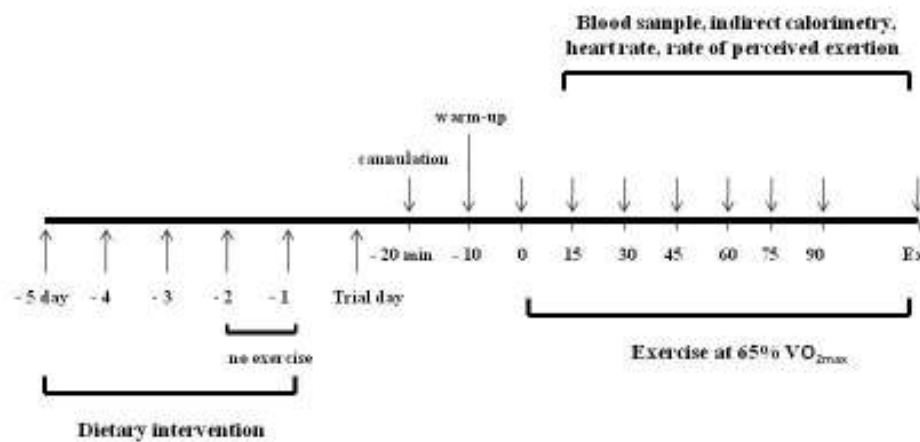 Blood sample, indirect calorimetry,
heart rate, rate of perceived exertion
warm-up
cannulation
- 20 min - 10 0 15 30 45 60 75 90 Ex
- 5 day - 4 - 3 - 2 - 1 Trial day
no exercise
Exercise at 65% VO2max
Dietary intervention